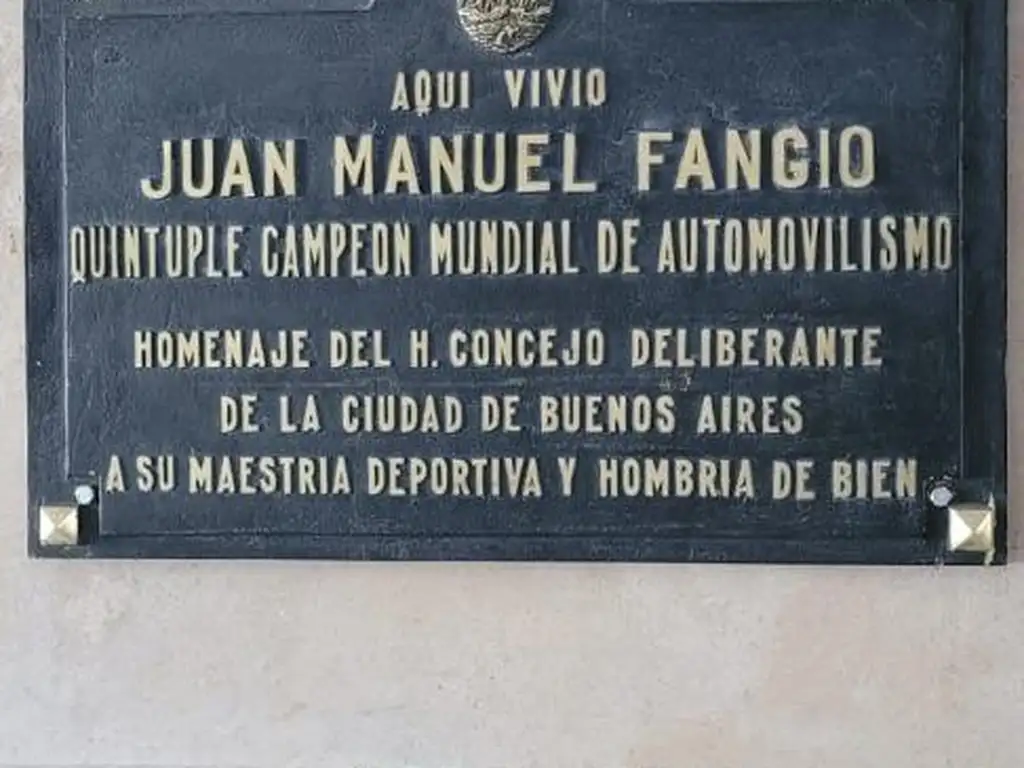 AQUI VIVIO
JUAN MANUEL FANGIO
QUINTUPLE CAMPEON MUNDIAL DE AUTOMOVILISMO
HOMENAJE DEL H. CONCEJO DELIBERANTE
DE LA CIUDAD DE BUENOS AIRES
A SU MAESTRIA DEPORTIVA Y HOMBRIA DE BIEN